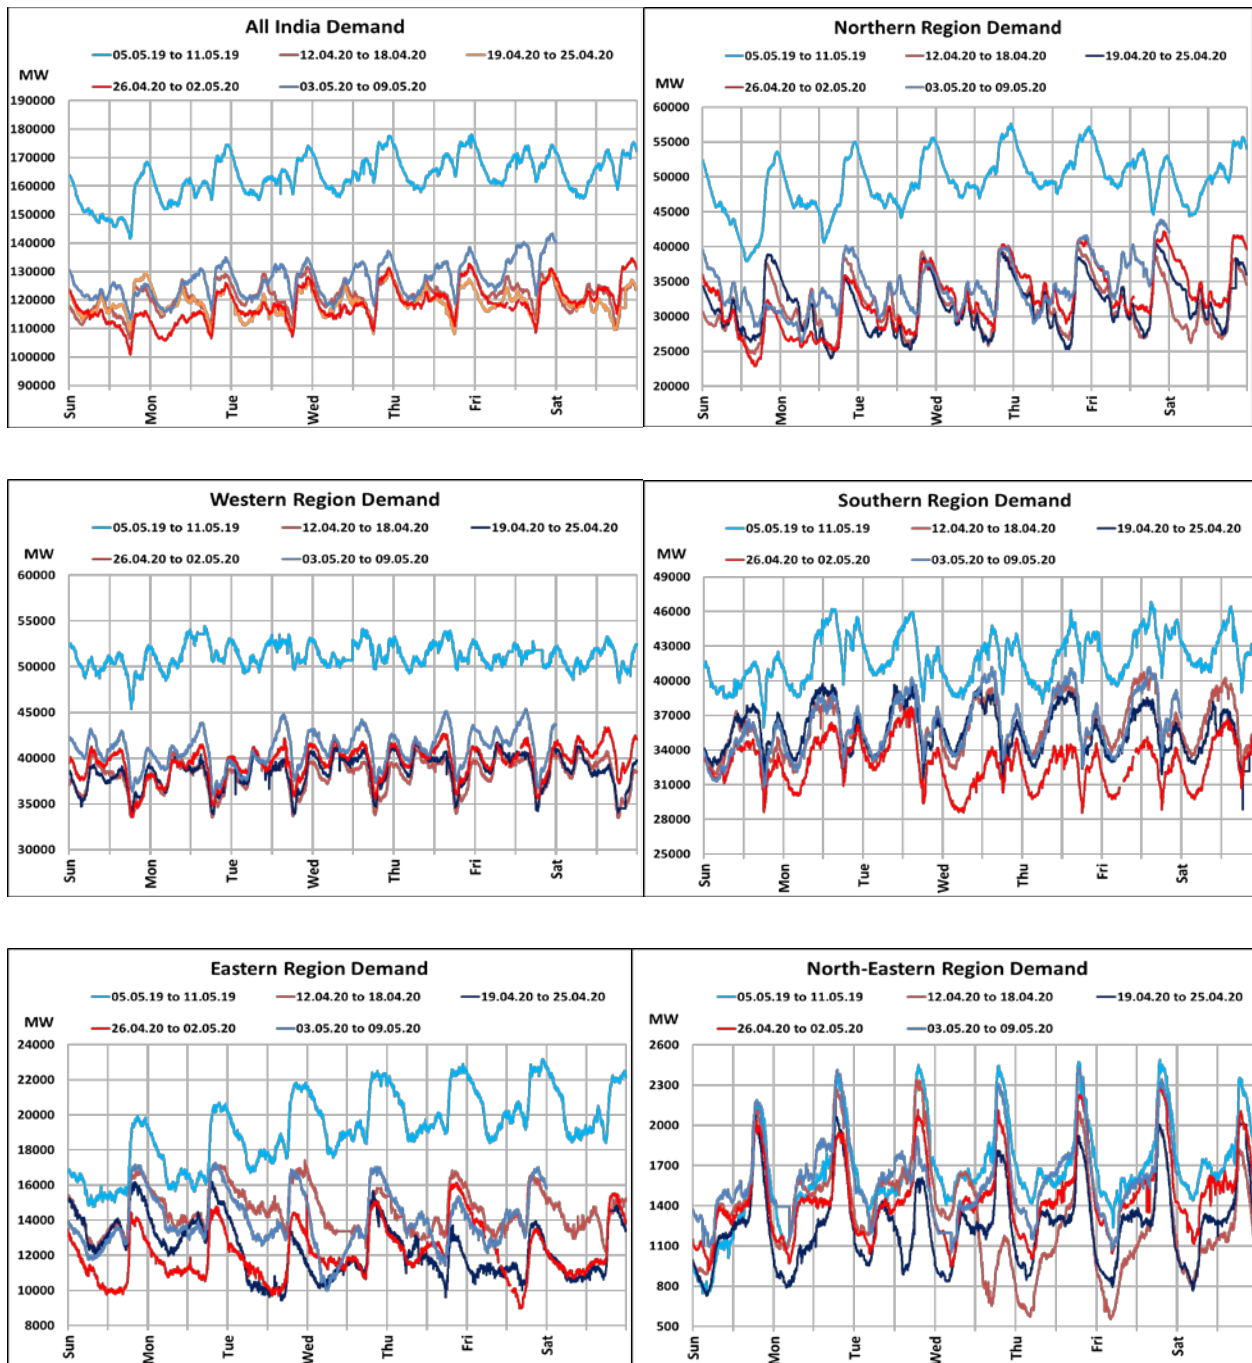 All India Demand
05.05.19 to 11.05.19 12.04.20 to 18.04.20 19.04.20 to 25.04.20
MW 26.04.20 to 02.05.20 03.05.20 to 09.05.20
190000
180000
170000
160000
150000
140000
130000
120000
110000
100000
90000
Sun Mon Tue Wed Thu Fri Sat
Northern Region Demand
05.05.19 to 11.05.19 12.04.20 to 18.04.20 19.04.20 to 25.04.20
MW 26.04.20 to 02.05.20 03.05.20 to 09.05.20
60000
55000
50000
45000
40000
35000
30000
25000
20000
Sun Mon Tue Wed Thu Fri Sat
Western Region Demand
05.05.19 to 11.05.19 12.04.20 to 18.04.20 19.04.20 to 25.04.20
MW 26.04.20 to 02.05.20 03.05.20 to 09.05.20
60000
55000
50000
45000
40000
35000
30000
Sun Mon Tue Wed Thu Fri Sat
Southern Region Demand
05.05.19 to 11.05.19 12.04.20 to 18.04.20 19.04.20 to 25.04.20
MW 26.04.20 to 02.05.20 03.05.20 to 09.05.20
49000
46000
43000
40000
37000
34000
31000
28000
25000
Sun Mon Tue Wed Thu Fri Sat
Eastern Region Demand
05.05.19 to 11.05.19 12.04.20 to 18.04.20 19.04.20 to 25.04.20
MW 26.04.20 to 02.05.20 03.05.20 to 09.05.20
24000
22000
20000
18000
16000
14000
12000
10000
8000
Sun Mon Tue Wed Thu Fri Sat
North-Eastern Region Demand
05.05.19 to 11.05.19 12.04.20 to 18.04.20 19.04.20 to 25.04.20
MW 26.04.20 to 02.05.20 03.05.20 to 09.05.20
2600
2300
2000
1700
1400
1100
800
500
Sun Mon Tue Wed Thu Fri Sat